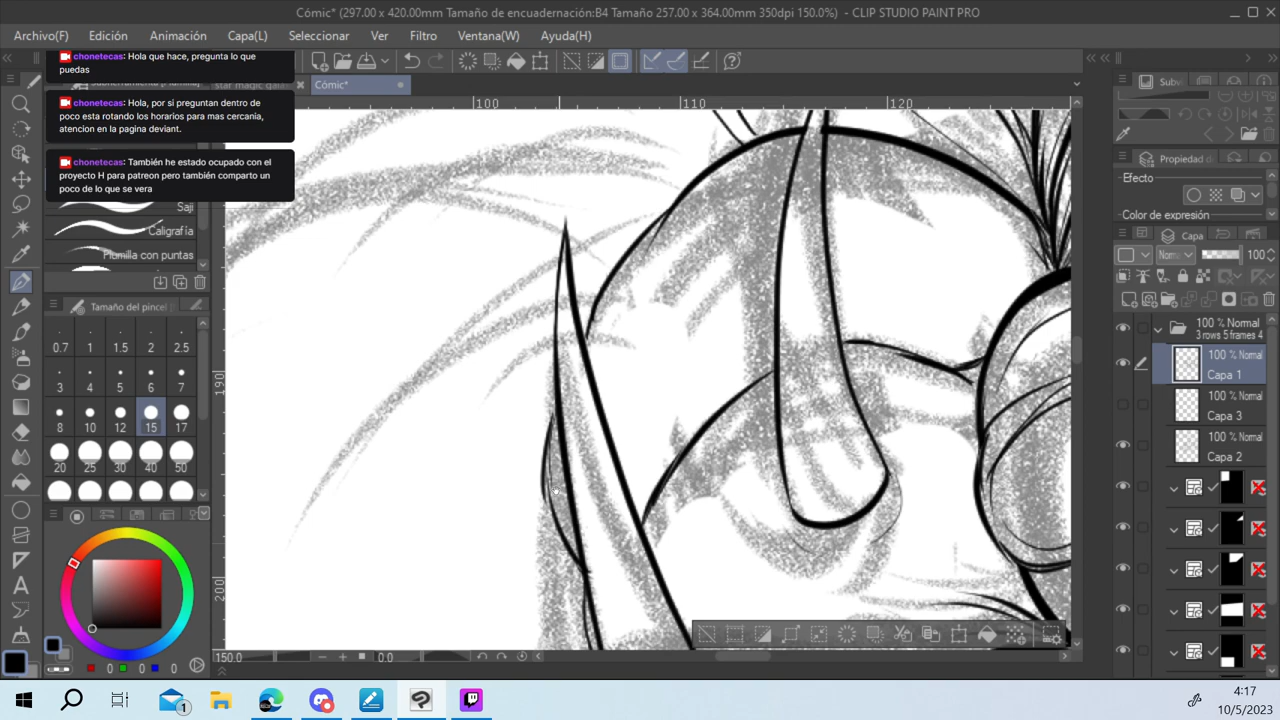 Cómic* (297.00 x 420.00mm Tamaño de encuadernación:B4 Tamaño 257.00 x 364.00mm 350dpi 150.0%) - CLIP STUDIO PAINT PRO
Archivo(F) Edición Animación Capa(L) Seleccionar Ver Filtro Ventana(W) Ayuda(H)
chonetecas: Hola que hace, pregunta lo que
puedas
chonetecas: Hola, por si preguntan dentro de
poco esta rotando los horarios para mas cercanía,
atencion en la pagina deviant.
chonetecas: También he estado ocupado con el
proyecto H para patreon pero también comparto un
poco de lo que se vera
star magic gala
Cómic*
100 110 120
190
200
Saji
Caligrafía
Plumilla con puntas
Tamaño del pincel
0.7 1 1.5 2 2.5
3 4 5 6 7
8 10 12 15 17
20 25 30 40 50
0 0 0
150.0 0.0
Propiedad d
Efecto
Color de expresión
Capa
100
100 % Normal
3 rows 5 frames 4
100 % Normal
Capa 1
100 % Normal
Capa 3
100 % Normal
Capa 2
1
4:17
10/5/2023